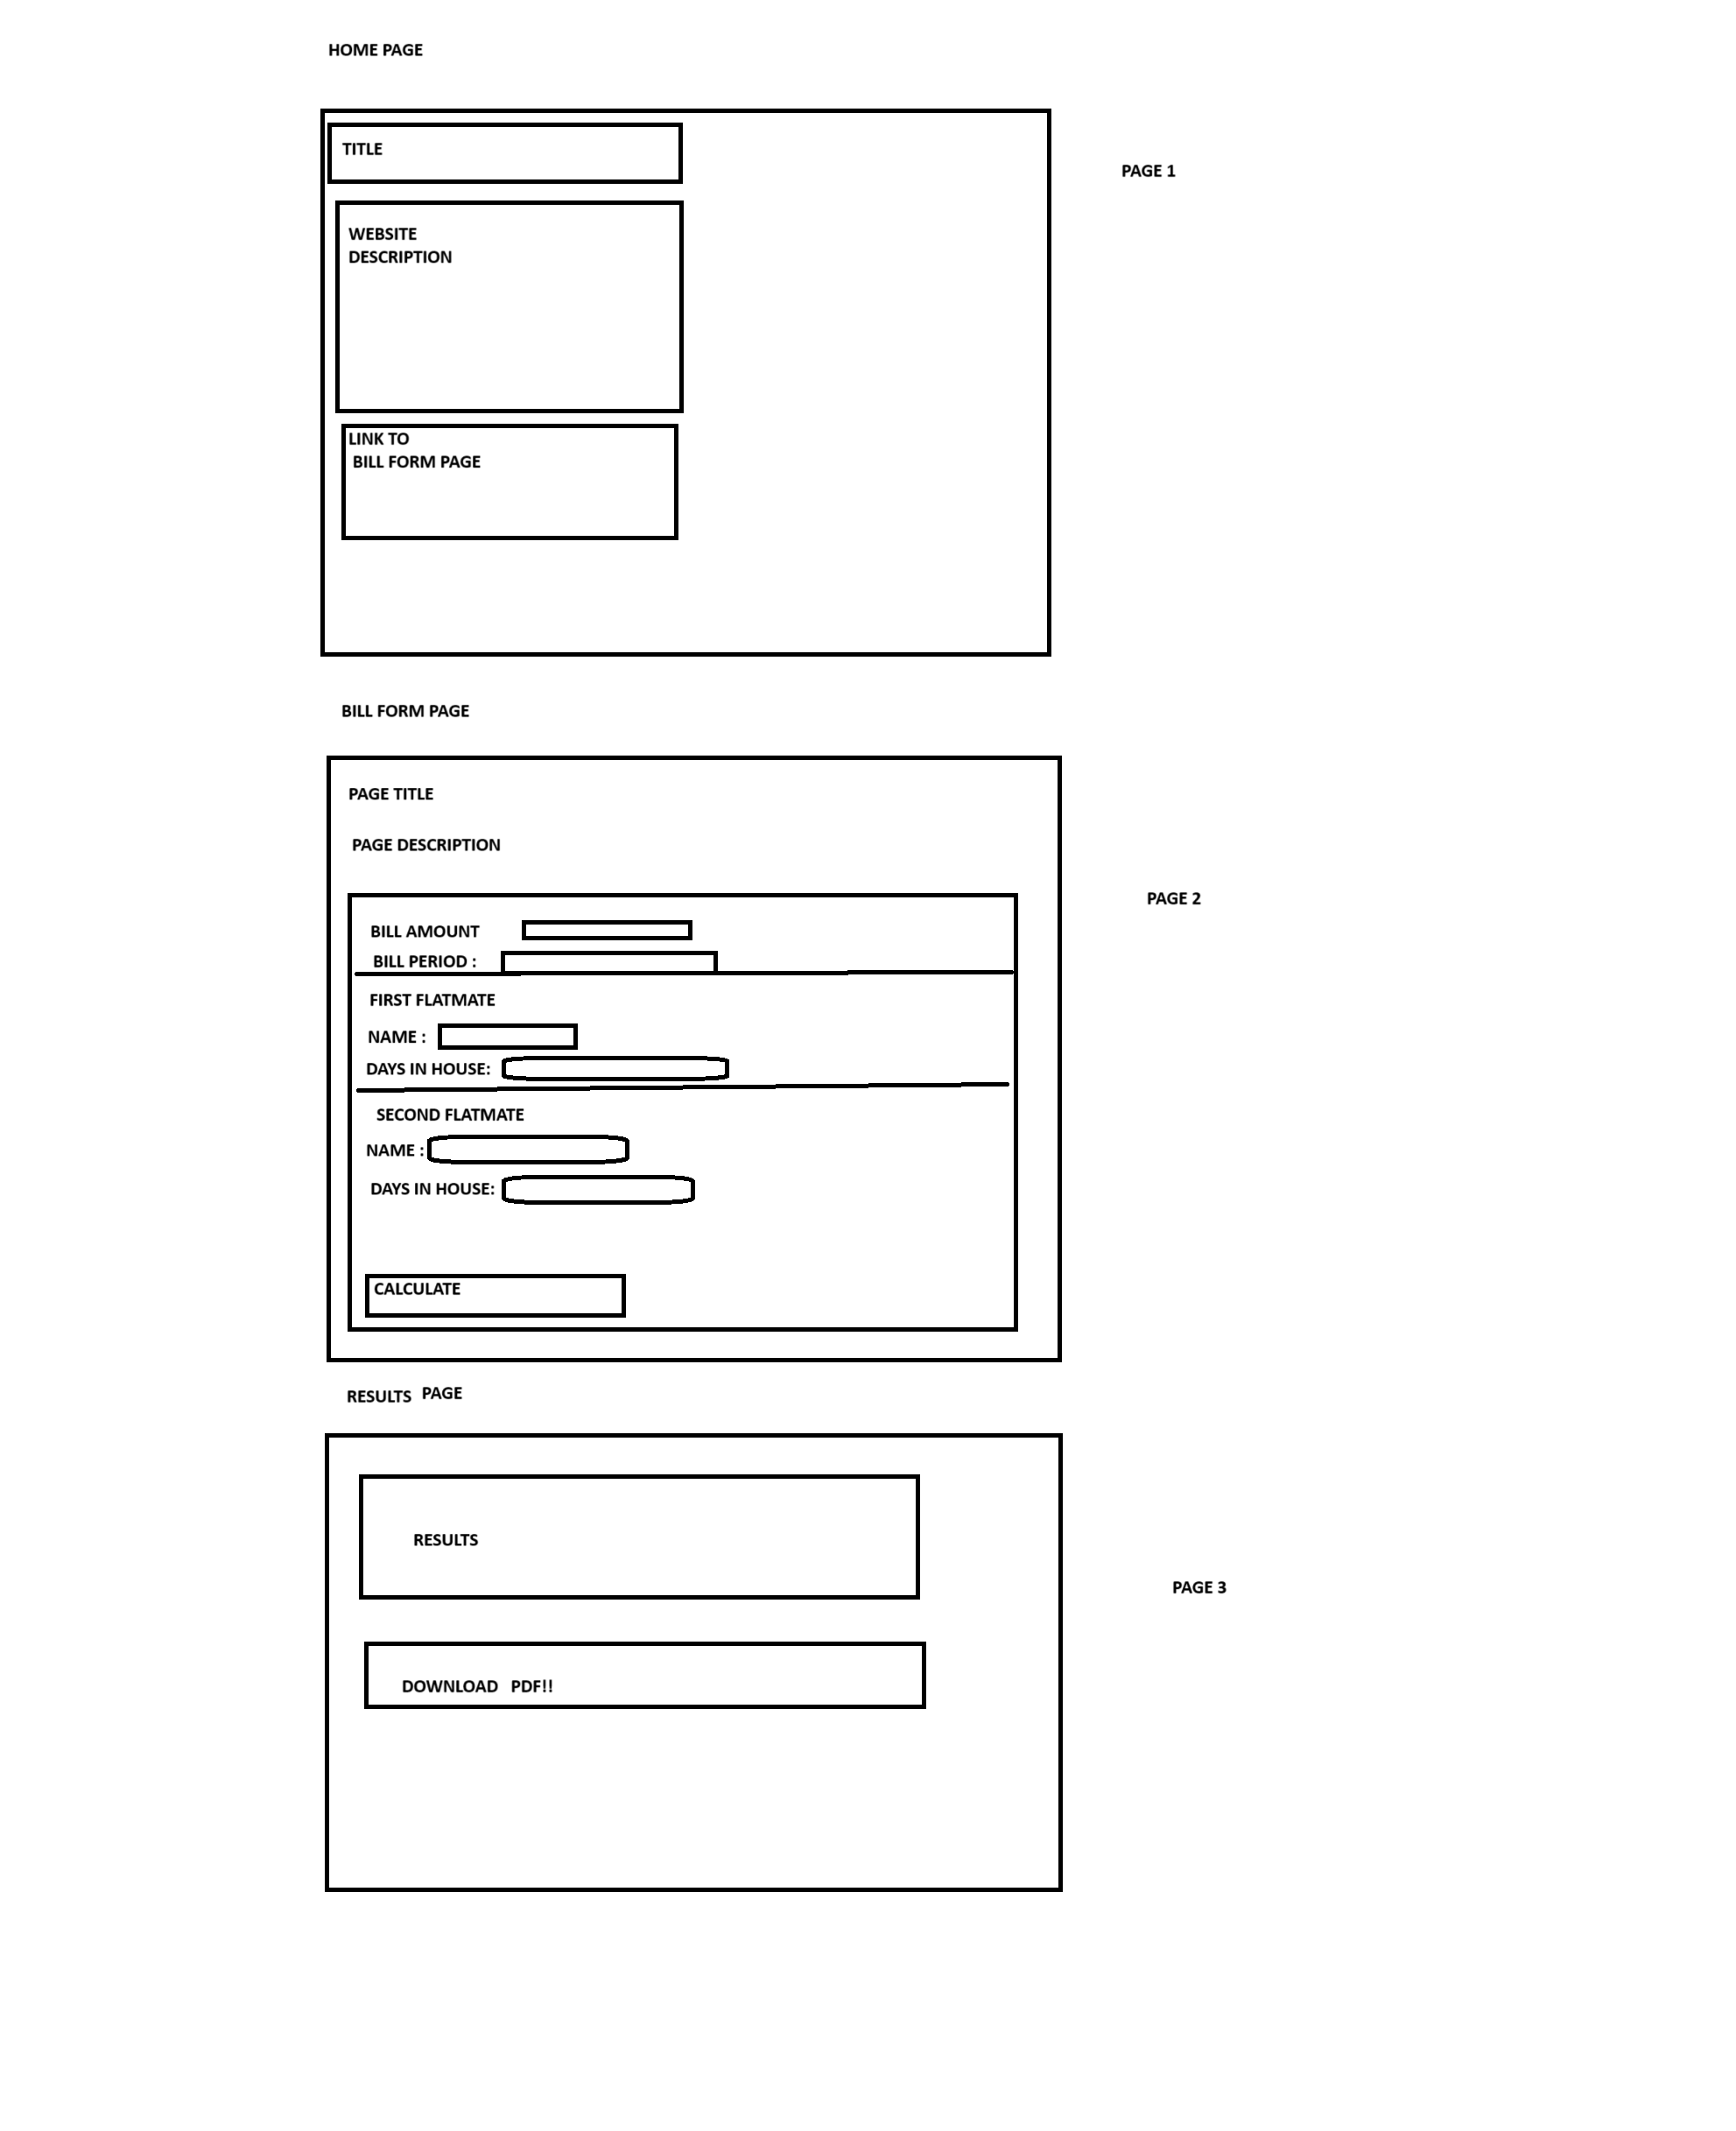 HOME PAGE
TITLE
PAGE 1
WEBSITE
DESCRIPTION
LINK TO
BILL FORM PAGE
BILL FORM PAGE
PAGE TITLE
PAGE DESCRIPTION
PAGE 2
BILL AMOUNT
BILL PERIOD :
FIRST FLATMATE
NAME :
DAYS IN HOUSE:
SECOND FLATMATE
NAME :
DAYS IN HOUSE:
CALCULATE
RESULTS PAGE
RESULTS
PAGE 3
DOWNLOAD PDF!!